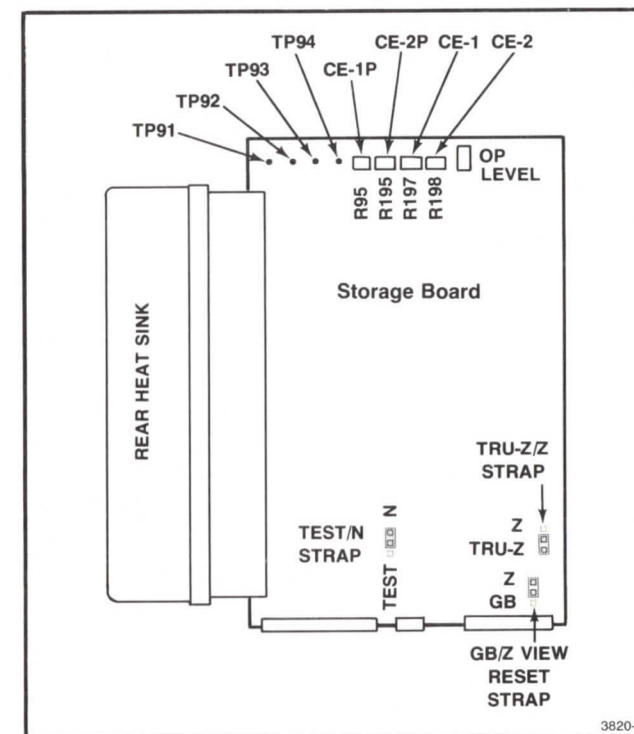 TP94 CE-2P CE-1 CE-2
TP93 CE-1P
TP92
TP91
OP
LEVEL
R95
R195
R197
R198
Storage Board
REAR HEAT SINK
TRU-Z/Z
STRAP
N
TEST/N
STRAP
TEST
Z
TRU-Z
Z
GB
GB/Z VIEW
RESET
STRAP
3820-